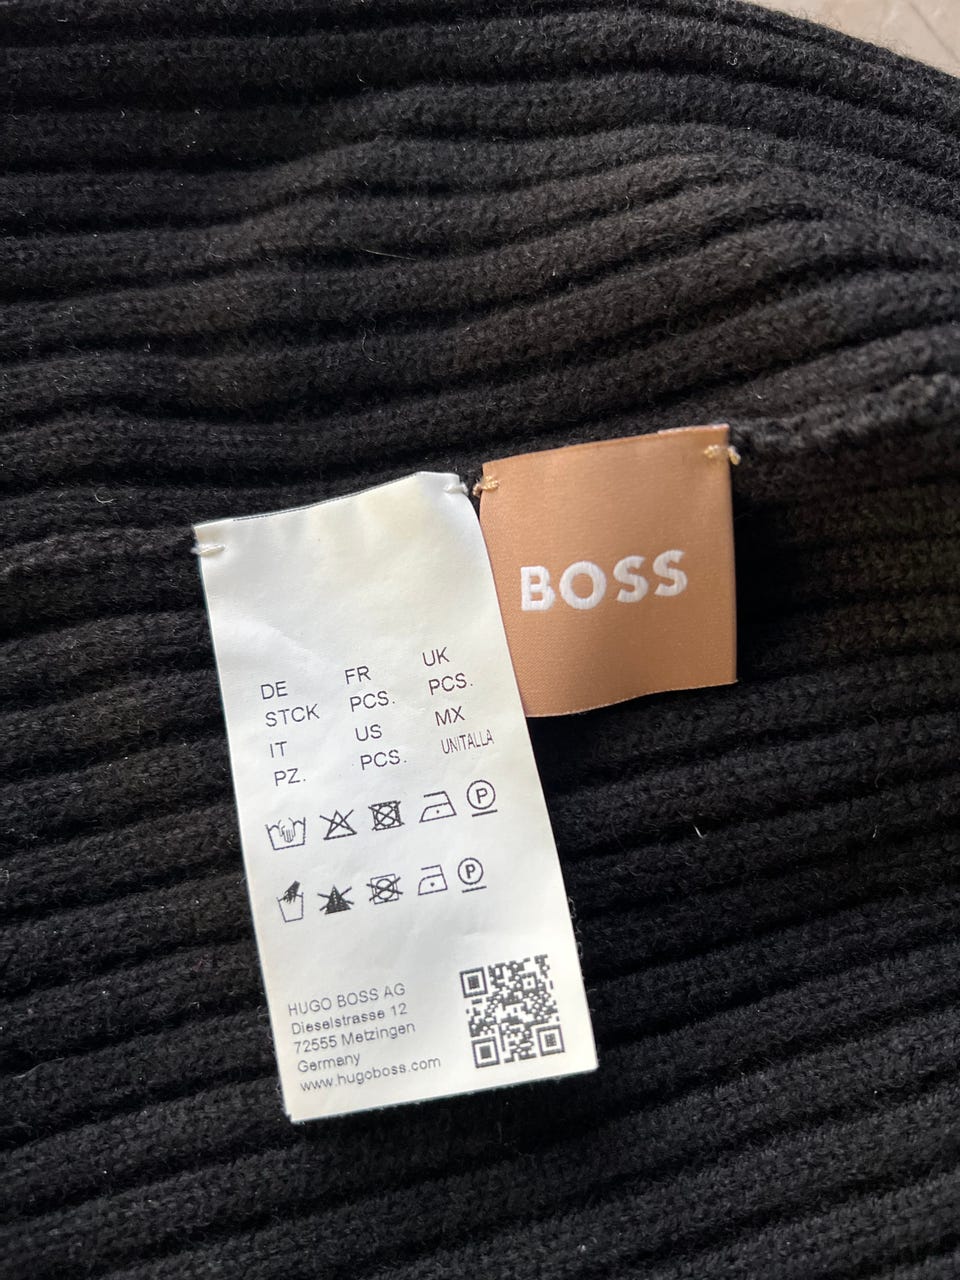 BOSS
DE FR UK
STCK PCS. PCS.
IT US MX
PZ. PCS. UNITALLA
P
P
HUGO BOSS AG
Dieselstrasse 12
72555 Metzingen
Germany
www.hugoboss.com